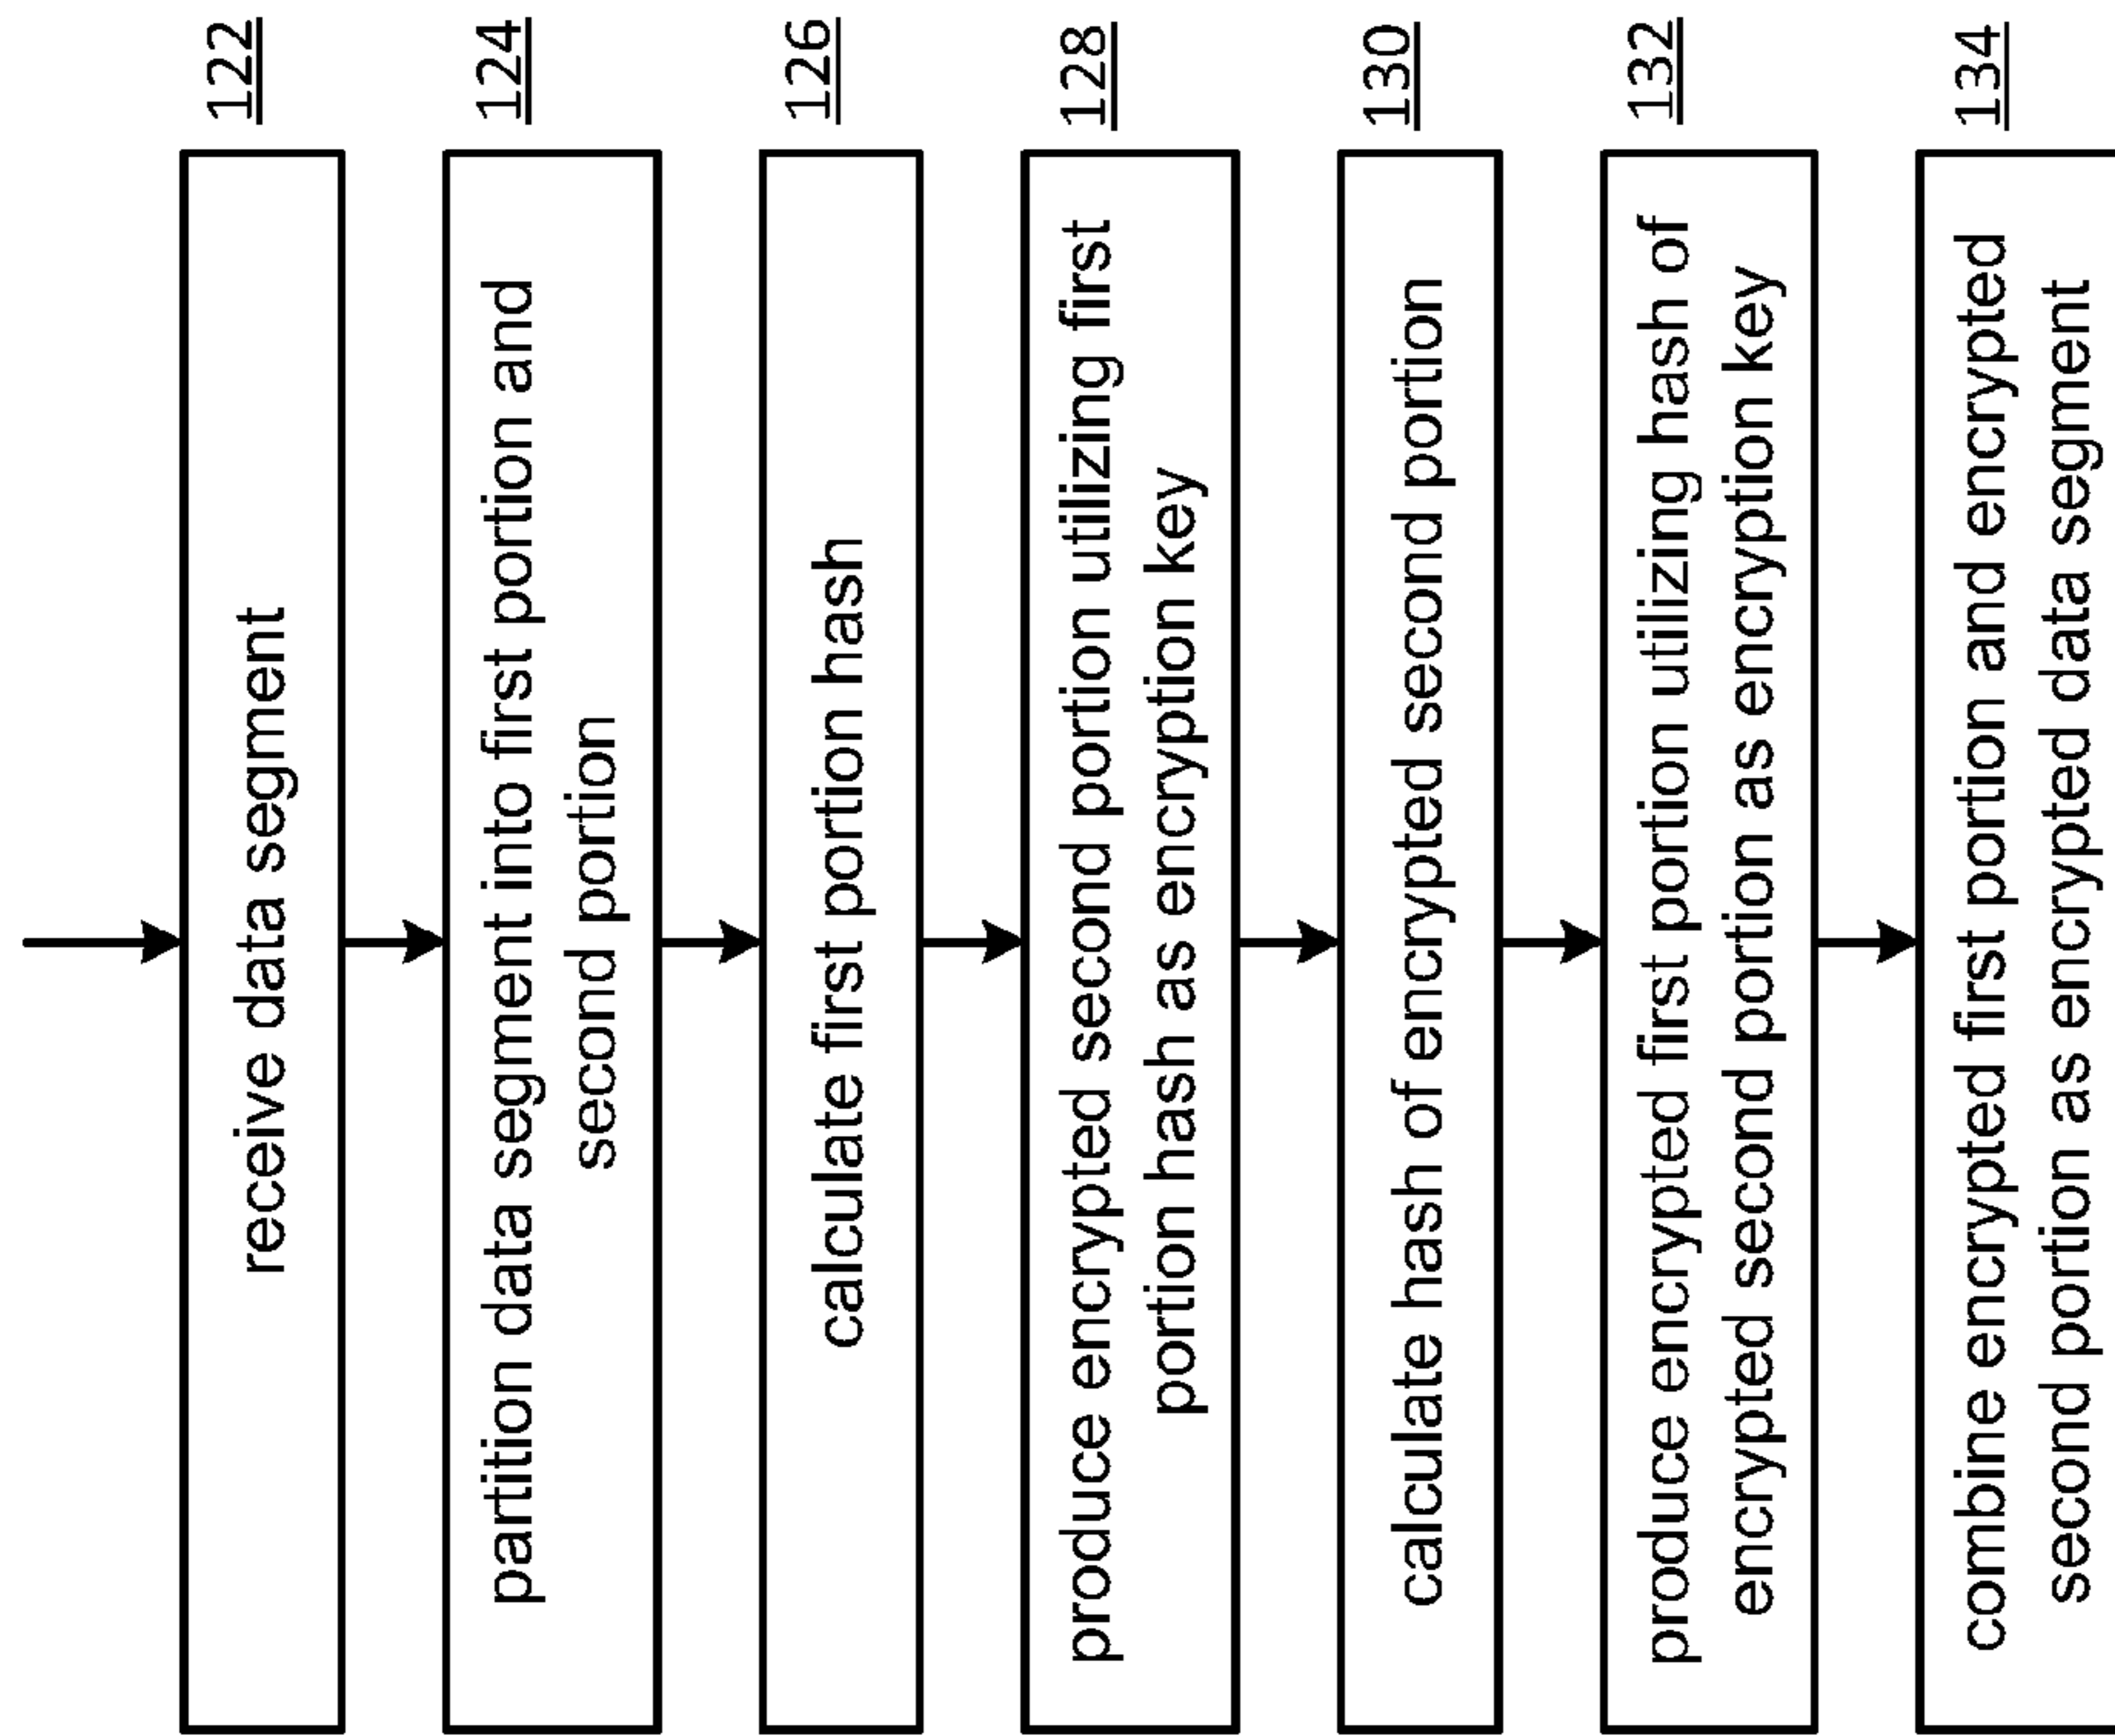 122
receive data segment
124
partition data segment into first portion and
second portion
126
calculate first portion hash
128
produce encrypted second portion utilizing first
portion hash as encryption key
130
calculate hash of encrypted second portion
132
produce encrypted first portion utilizing hash of
encrypted second portion as encryption key
134
combine encrypted first portion and encrypted
second portion as encrypted data segment